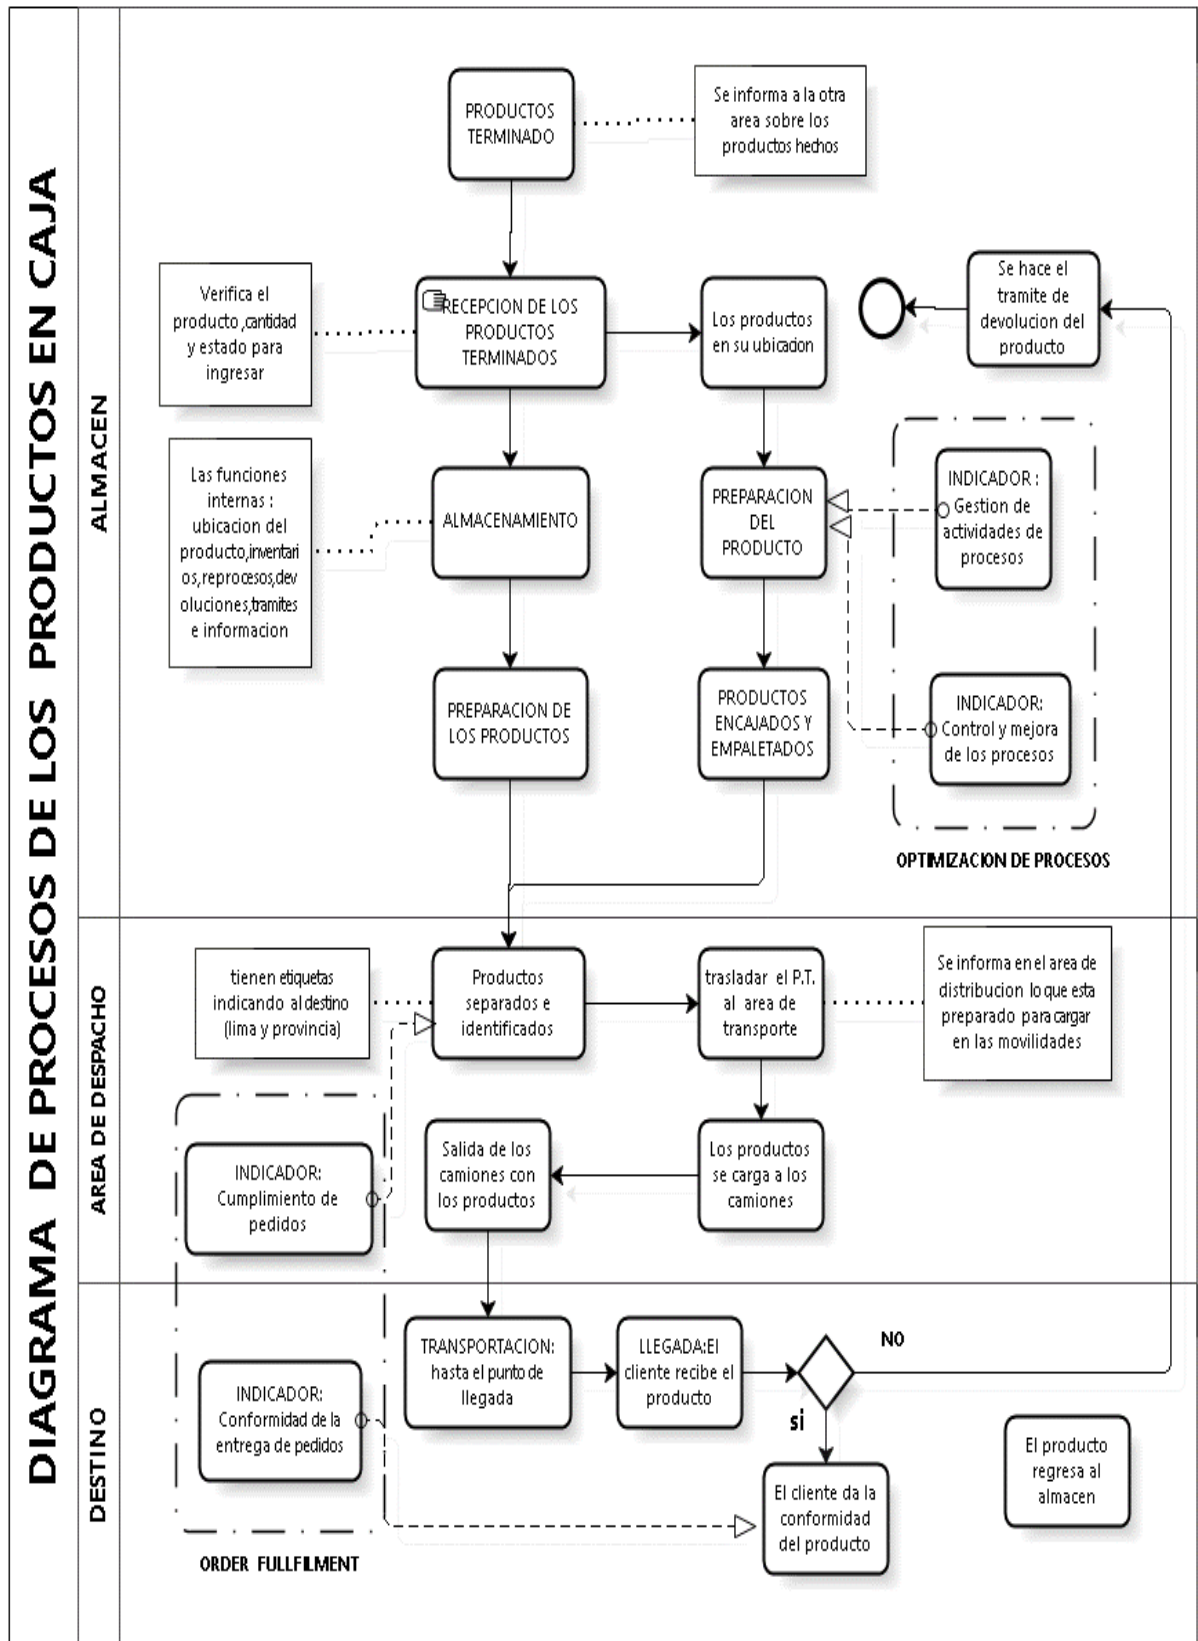 DIAGRAMA DE PROCESOS DE LOS PRODUCTOS EN CAJA
ALMACEN
PRODUCTOS
TERMINADO
Se informa a la otra
area sobre los
productos hechos
Verifica el
producto ,cantidad
y estado para
ingresar
RECEPCION DE LOS
PRODUCTOS
TERMINADOS
Los productos
en su ubicacion
Se hace el
tramite de
devolucion del
producto
Las funciones
internas :
ubicacion del
producto,inventari
os,reprocesos,dev
oluciones,tramites
e informacion
ALMACENAMIENTO
PREPARACION
DEL
PRODUCTO
INDICADOR :
Gestion de
actividades de
procesos
PREPARACION DE
LOS PRODUCTOS
PRODUCTOS
ENCAJADOS Y
EMPALETADOS
INDICADOR:
Control y mejora
de los procesos
OPTIMIZACION DE PROCESOS
AREA DE DESPACHO
tienen etiquetas
indicando al destino
(lima y provincia)
Productos
separados e
identificados
trasladar el P.T.
al area de
transporte
Se informa en el area de
distribucion lo que esta
preparado para cargar
en las movilidades
INDICADOR:
Cumplimiento de
pedidos
Salida de los
camiones con
los productos
Los productos
se carga a los
camiones
DESTINO
TRANSPORTACION:
hasta el punto de
llegada
LLEGADA:El
cliente recibe el
producto
NO
si
INDICADOR:
Conformidad de la
entrega de pedidos
El cliente da la
conformidad
del producto
El producto
regresa al
almacen
ORDER FULLFILMENT